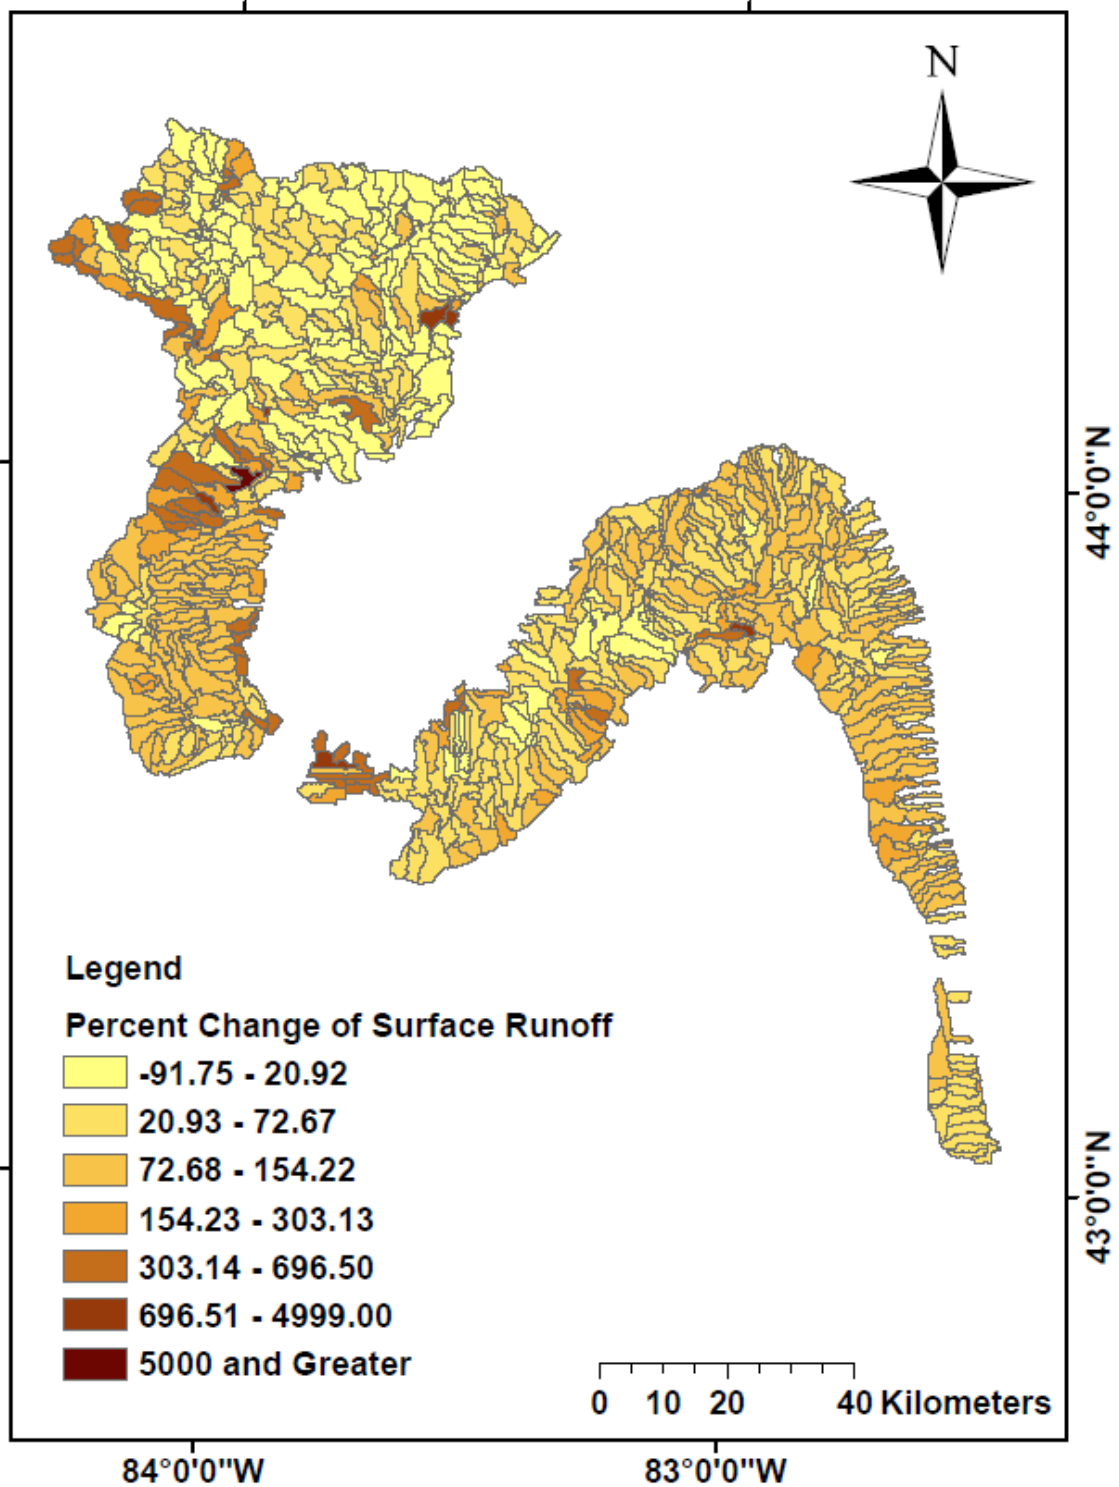 N
44°0'0"N
Legend
Percent Change of Surface Runoff
-91.75 - 20.92
20.93 - 72.67
72.68 - 154.22
154.23 - 303.13
303.14 - 696.50
696.51 - 4999.00
5000 and Greater
43°0'0"N
0 10 20 40 Kilometers
84°0'0"W 83°0'0"W